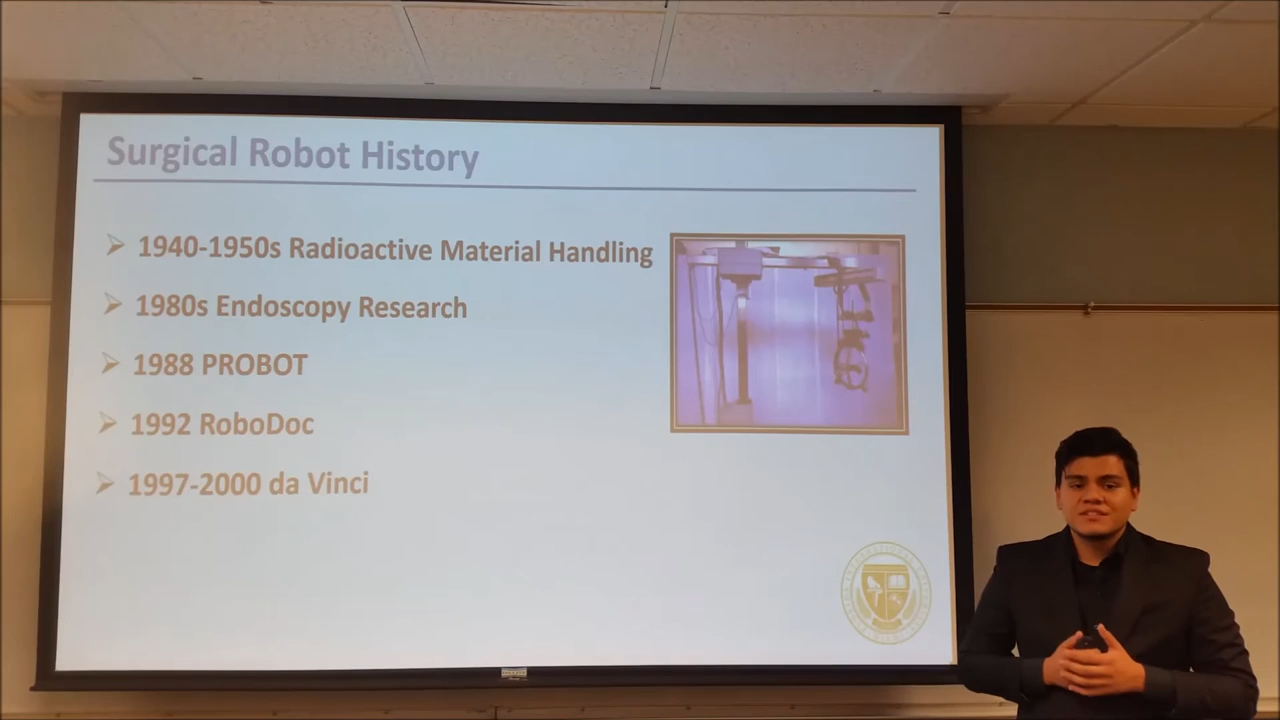 Surgical Robot History
1940-1950s Radioactive Material Handling
1980s Endoscopy Research
1988 PROBOT
1992 RoboDoc
1997-2000 da Vinci